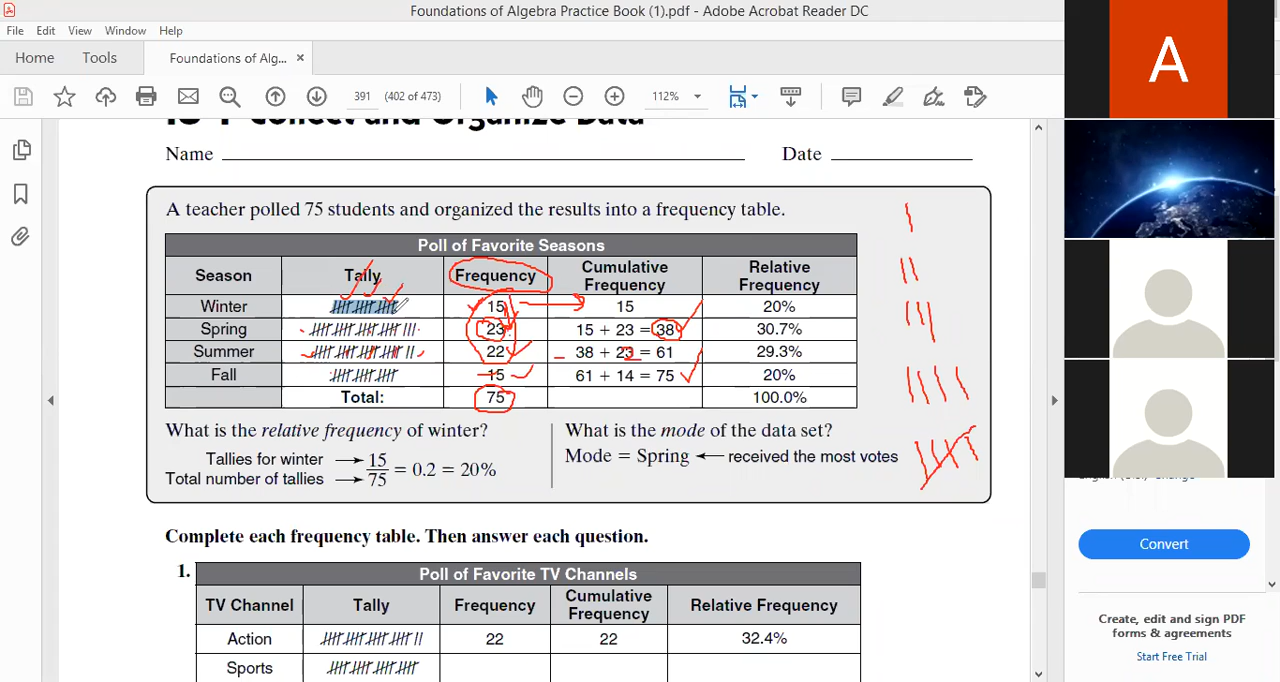 Foundations of Algebra Practice Book (1).pdf - Adobe Acrobat Reader DC
File Edit View Window Help
Home Tools Foundations of Alg... ×
391 (402 of 473) 112%
13-1 Collect and Organize Data
Name Date
A teacher polled 75 students and organized the results into a frequency table.
Poll of Favorite Seasons
Season Tally Frequency Cumulative Frequency Relative Frequency
Winter 15 15 20%
Spring 23 15 + 23 = 38 30.7%
Summer 22 38 + 23 = 61 29.3%
Fall 15 61 + 14 = 75 20%
Total: 75 100.0%
What is the relative frequency of winter?
Tallies for winter → 15
Total number of tallies → 75 = 0.2 = 20%
What is the mode of the data set?
Mode = Spring ← received the most votes
Complete each frequency table. Then answer each question.
1. Poll of Favorite TV Channels
TV Channel Tally Frequency Cumulative Frequency Relative Frequency
Action 22 22 32.4%
Sports
A
Convert
Create, edit and sign PDF
forms & agreements
Start Free Trial